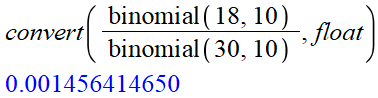 convert( binomial(18, 10) / binomial(30, 10) , float )
0.001456414650